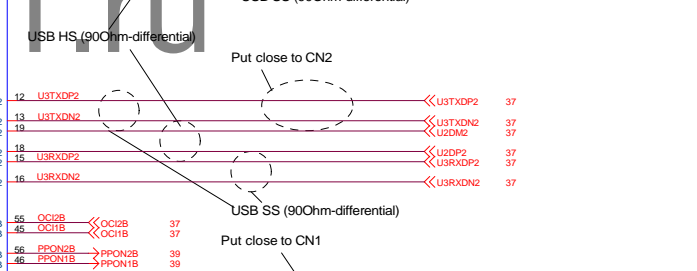 USB HS (90Ohm-differential)
Put close to CN2
12 U3TXDP2 U3TXDP2 37
13 U3TXDN2 U3TXDN2 37
19 U2DM2 37
18 U2DP2 37
15 U3RXDP2 U3RXDP2 37
16 U3RXDN2 U3RXDN2 37
USB SS (90Ohm-differential)
55 OCI2B OCI2B 37
45 OCI1B OCI1B 37
Put close to CN1
56 PPON2B PPON2B 39
46 PPON1B PPON1B 39